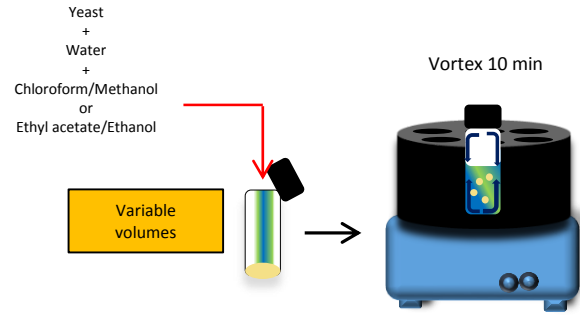 Yeast
+
Water
+
Chloroform/Methanol
or
Ethyl acetate/Ethanol
Vortex 10 min
Variable
volumes